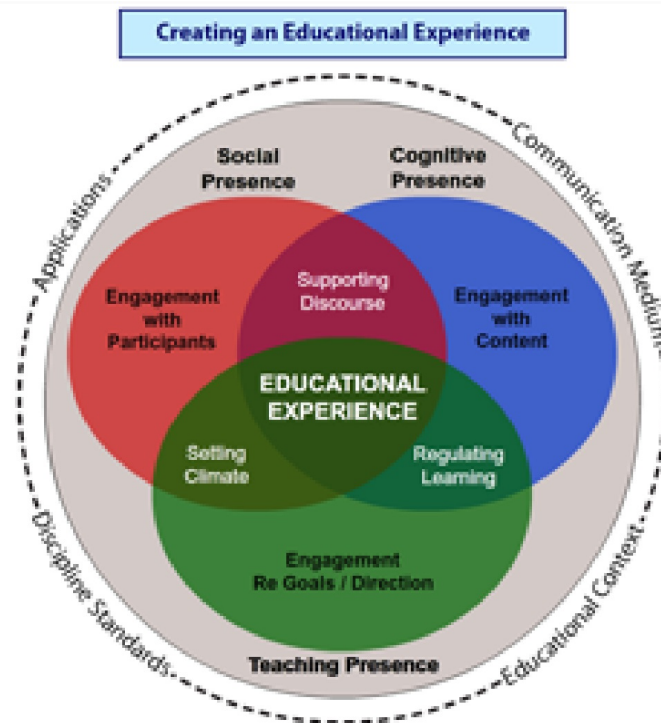 Creating an Educational Experience
Social
Presence
Cognitive
Presence
Applications
Communication Medium
Engagement
with
Participants
Supporting
Discourse
Engagement
with
Content
EDUCATIONAL
EXPERIENCE
Setting
Climate
Regulating
Learning
Engagement
Re Goals / Direction
Discipline Standards
Educational Context
Teaching Presence